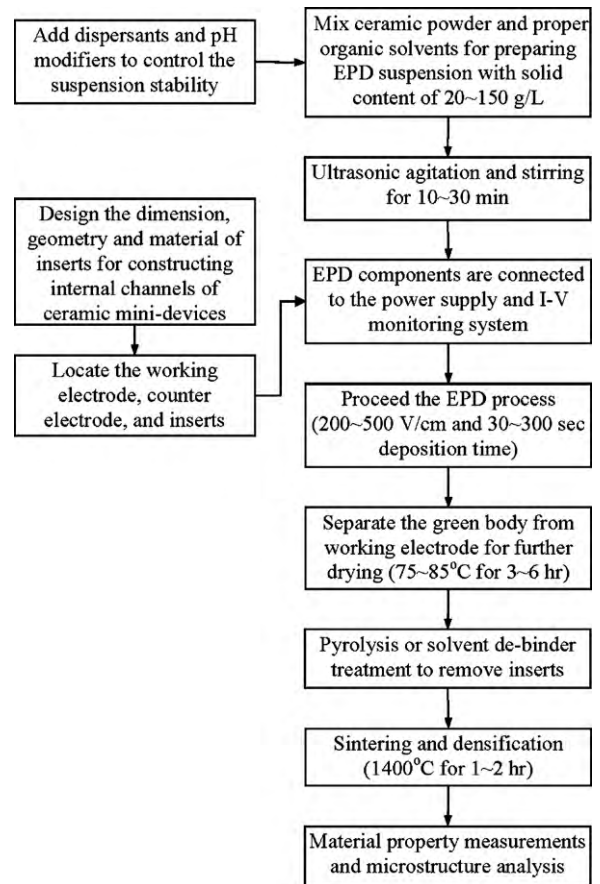 Add dispersants and pH
modifiers to control the
suspension stability
Mix ceramic powder and proper
organic solvents for preparing
EPD suspension with solid
content of 20~150 g/L
Ultrasonic agitation and stirring
for 10~30 min
Design the dimension,
geometry and material of
inserts for constructing
internal channels
of ceramic mini-devices
Locate the working
electrode, counter
electrode, and inserts
EPD components are connected
to the power supply and I-V
monitoring system
Proceed the EPD process
(200~500 V/cm and 30~300 sec
deposition time)
Separate the green body from
working electrode for further
drying (75~85°C for 3~6 hr)
Pyrolysis or solvent de-binder
treatment to remove inserts
Sintering and densification
(1400°C for 1~2 hr)
Material property measurements
and microstructure analysis